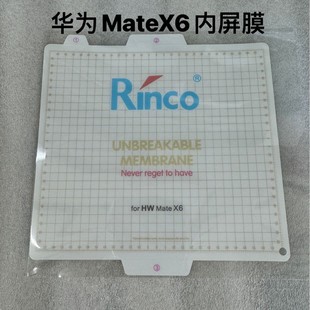 华为 MateX6 内屏膜
Rinco®
UNBREAKABLE
MEMBRANE
Never reget to have
for HW Mate X6